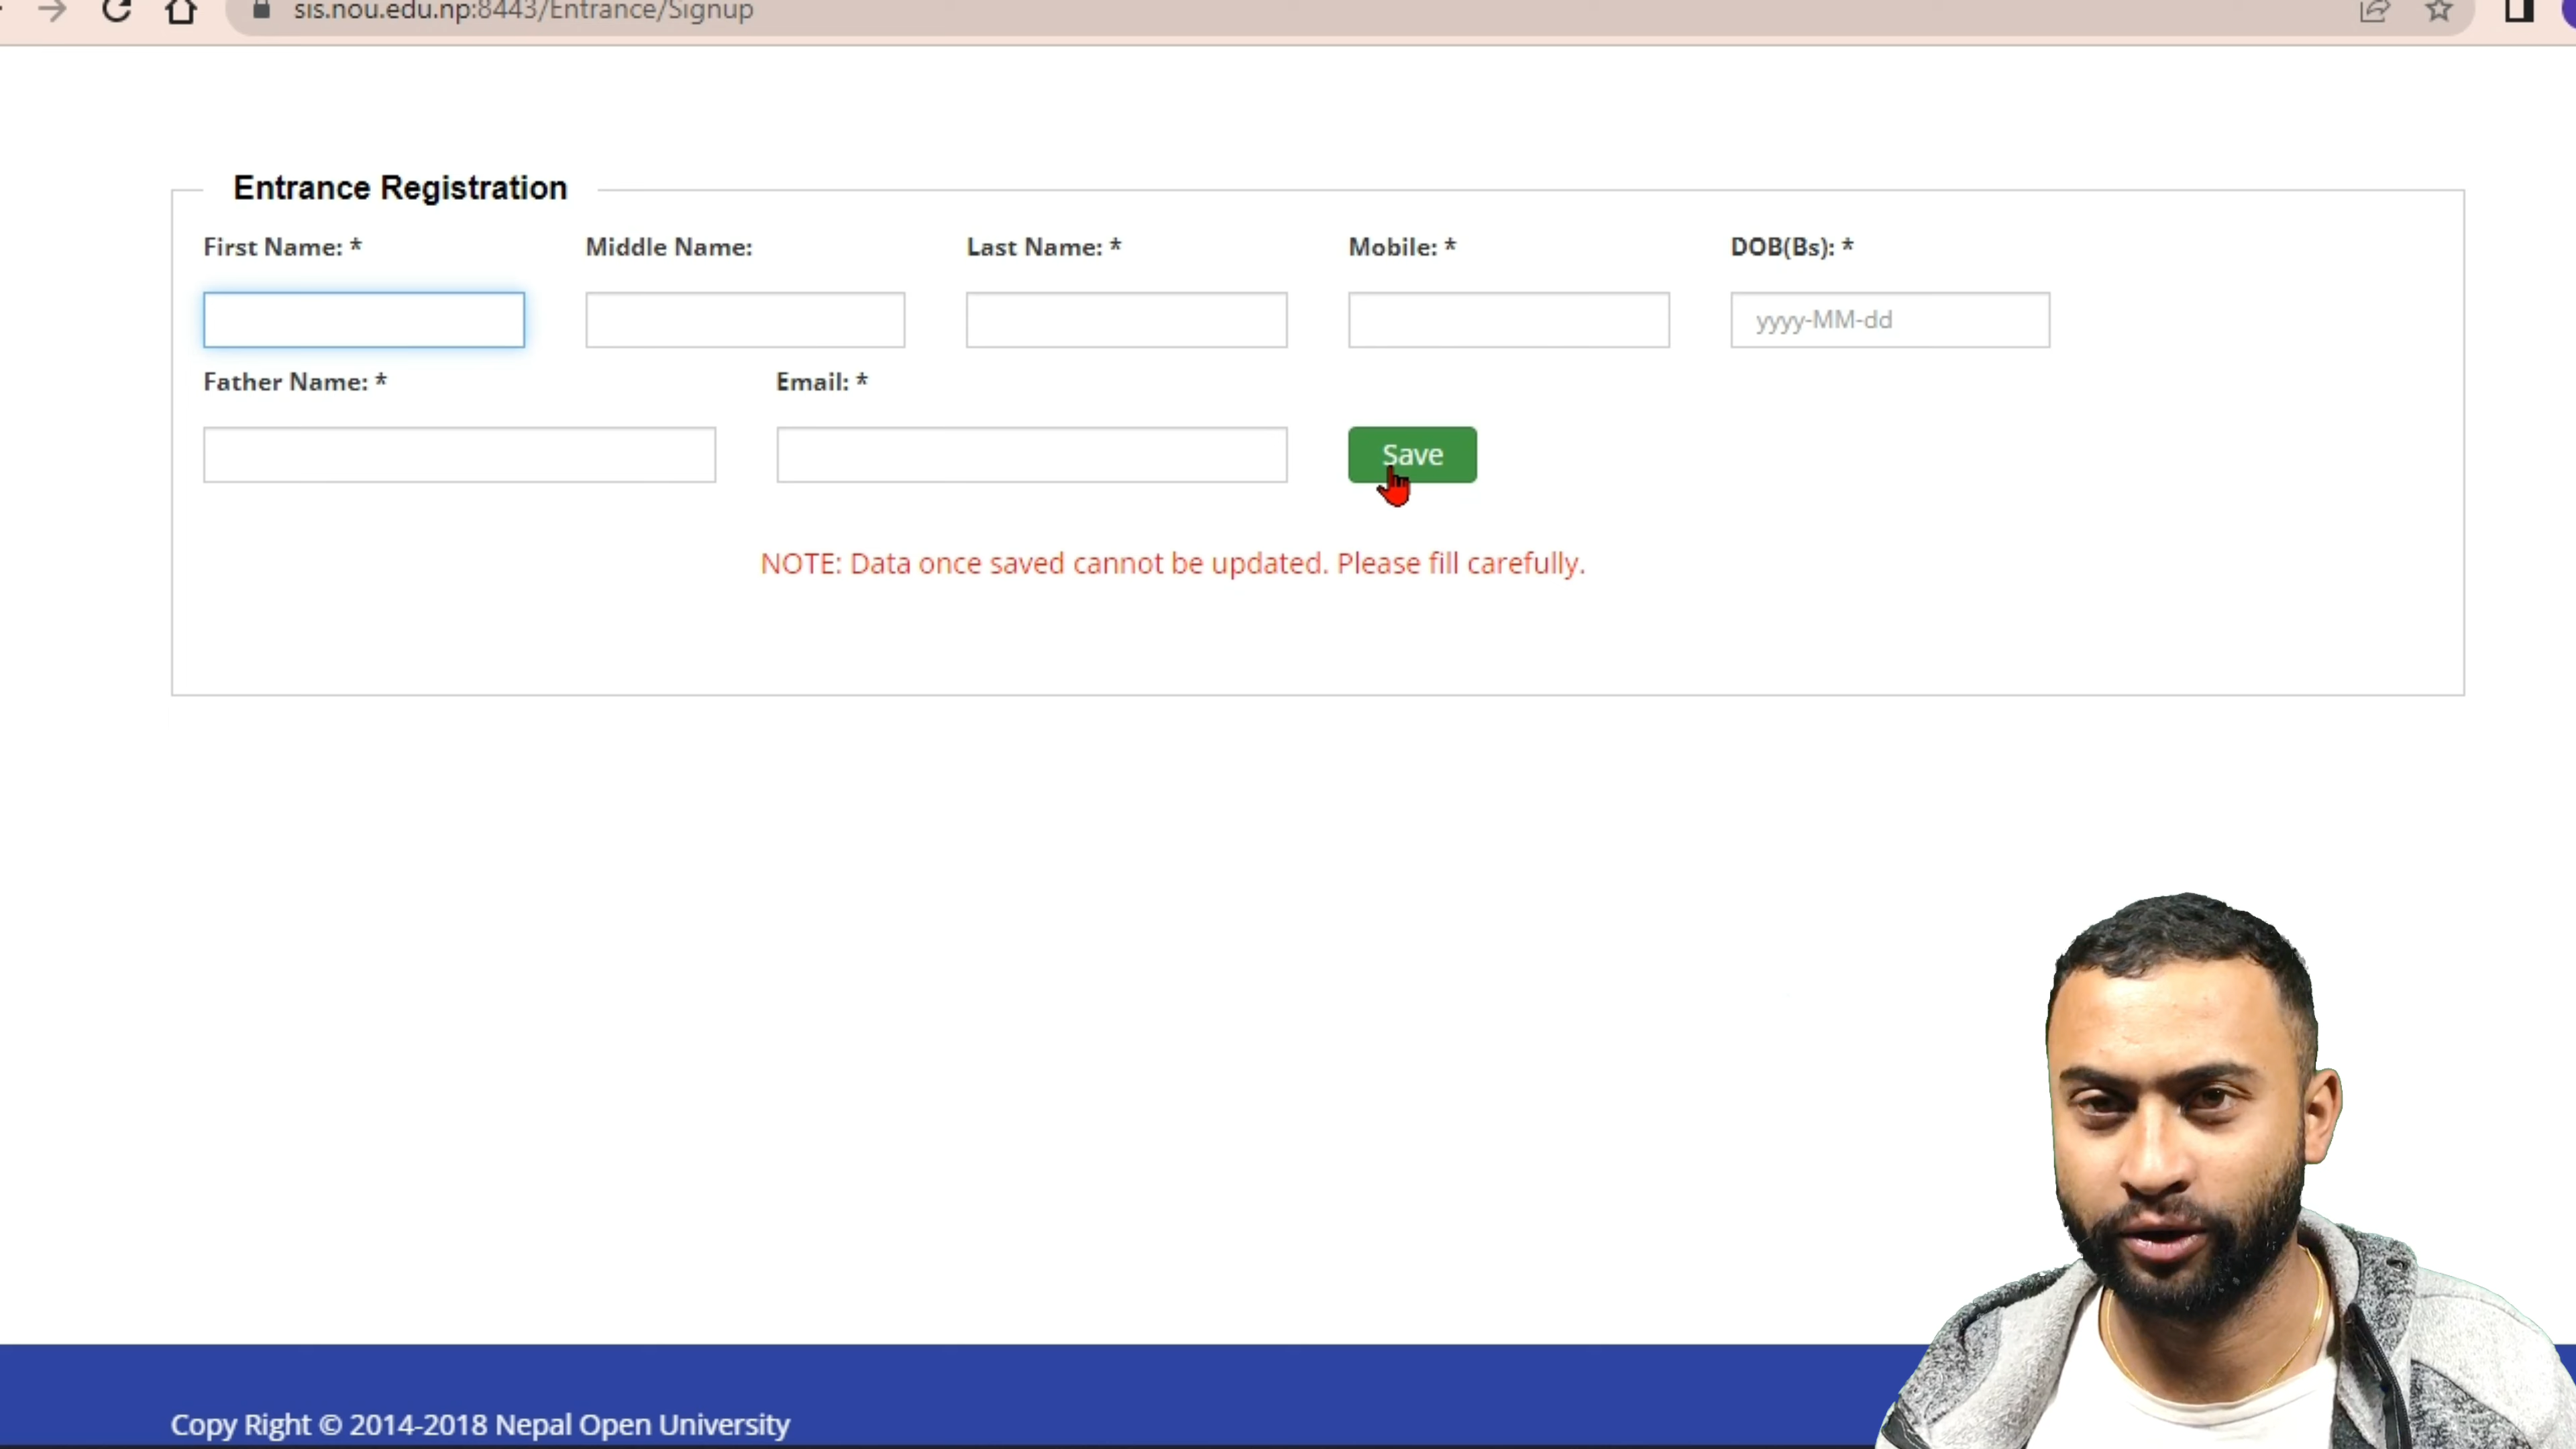 sis.nou.edu.np:8443/Entrance/Signup
Entrance Registration
First Name: * Middle Name: Last Name: * Mobile: * DOB(Bs): *
yyyy-MM-dd
Father Name: * Email: *
Save
NOTE: Data once saved cannot be updated. Please fill carefully.
Copy Right © 2014-2018 Nepal Open University